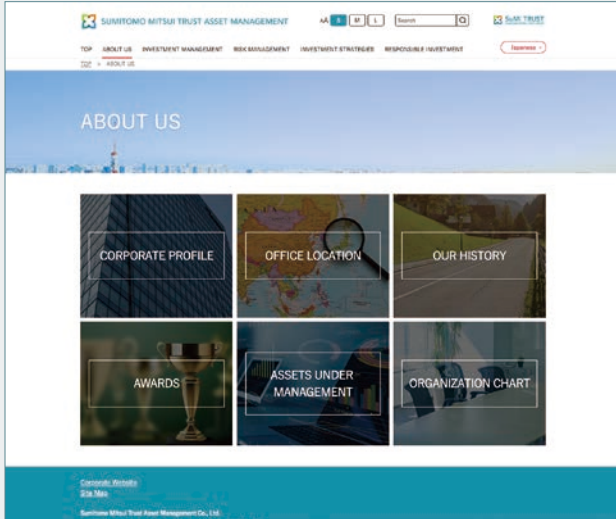 SUMITOMO MITSUI TRUST ASSET MANAGEMENT
AA S M L Search SuMi TRUST
TOP ABOUT US INVESTMENT MANAGEMENT RISK MANAGEMENT INVESTMENT STRATEGIES RESPONSIBLE INVESTMENT Japanese
TOP > ABOUT US
ABOUT US
CORPORATE PROFILE
OFFICE LOCATION
OUR HISTORY
AWARDS
ASSETS UNDER
MANAGEMENT
ORGANIZATION CHART
Corporate Website
Site Map
Sumitomo Mitsui Trust Asset Management Co., Ltd.